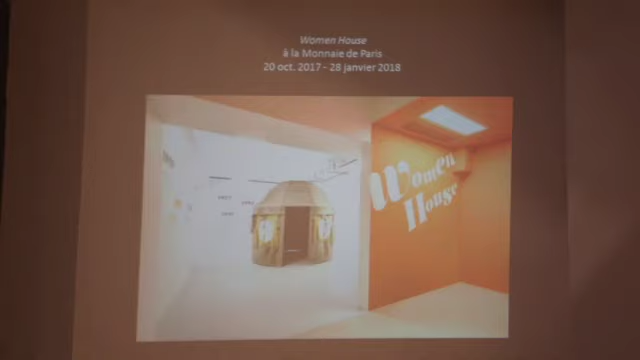 Women House
à la Monnaie de Paris
20 oct. 2017 - 28 janvier 2018
Women
House